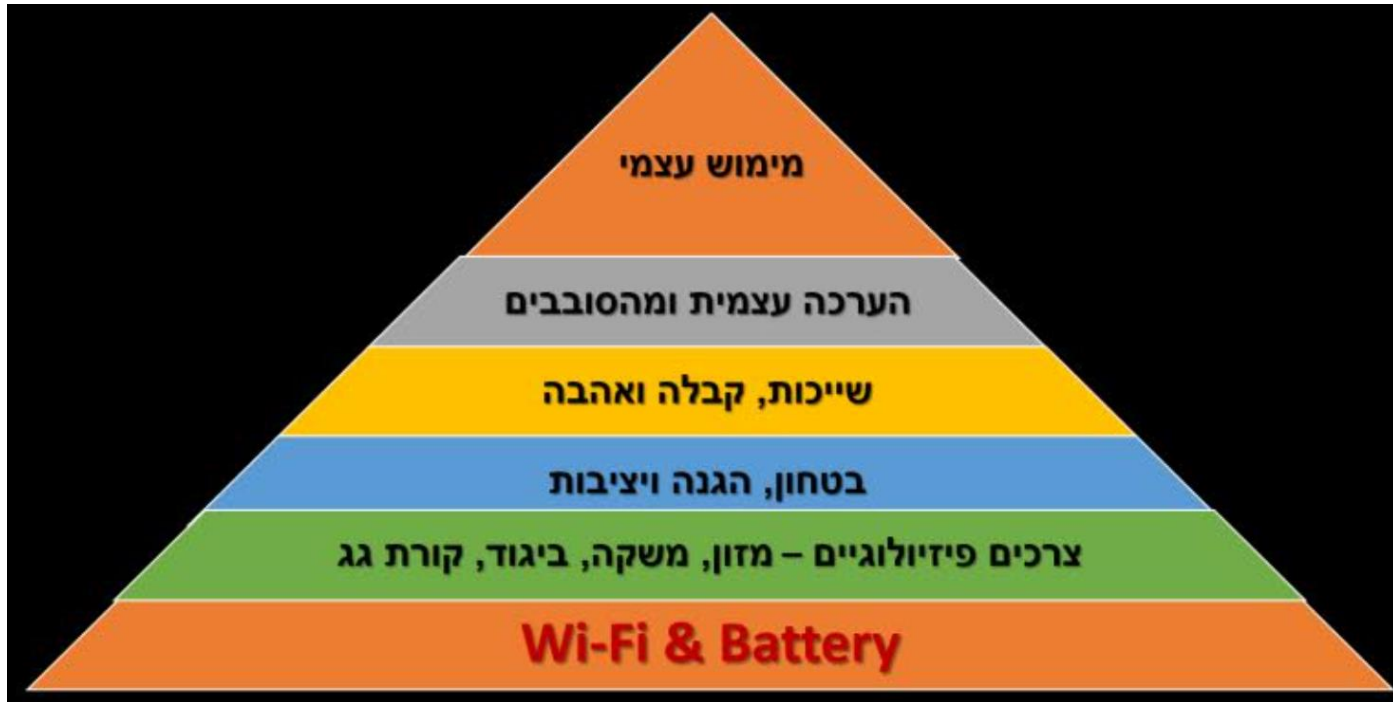 מימוש עצמי
הערכה עצמית ומהסובבים
שייכות, קבלה ואהבה
בטחון, הגנה ויציבות
צרכים פיזיולוגיים – מזון, משקה, ביגוד, קורת גג
Wi-Fi & Battery